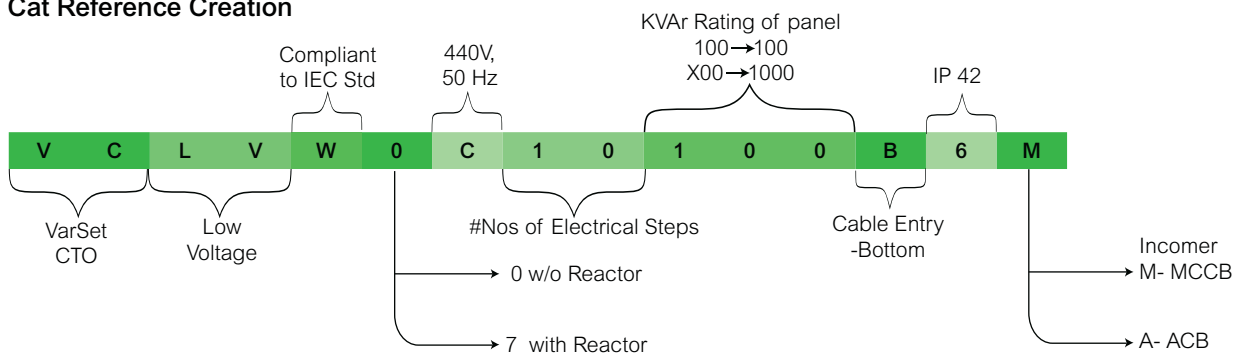 Cat Reference Creation
KVAr Rating of panel
100→100
X00→1000
Compliant
to IEC Std
440V,
50 Hz
IP 42
V C L V W 0 C 1 0 1 0 0 B 6 M
VarSet
CTO
Low
Voltage
#Nos of Electrical Steps
Cable Entry
-Bottom
0 w/o Reactor
7 with Reactor
Incomer
M- MCCB
A- ACB